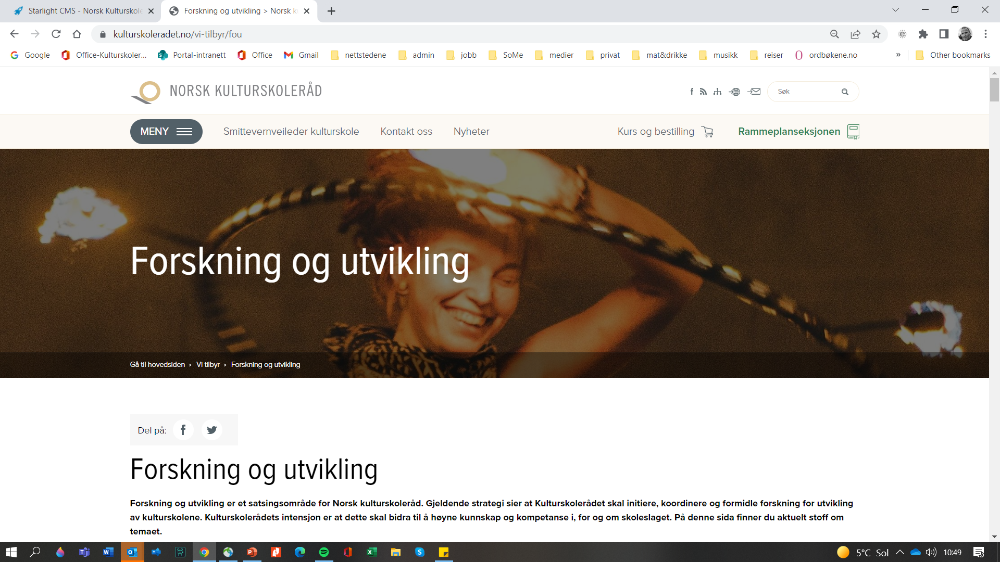 Starlight CMS - Norsk Kulturskole
Forskning og utvikling > Norsk k
kulturskoleradet.no/vi-tilbyr/fou
Google Office-Kulturskoler... Portal-intranett Office Gmail nettstedene admin jobb SoMe medier privat mat&drikke musikk reiser ordbøkene.no » Other bookmarks
NORSK KULTURSKOLERÅD
Søk
MENY Smittevernveileder kulturskole Kontakt oss Nyheter Kurs og bestilling Rammeplanseksjonen
Forskning og utvikling
Gå til hovedsiden › Vi tilbyr › Forskning og utvikling
Del på:
Forskning og utvikling
Forskning og utvikling er et satsingsområde for Norsk kulturskoleråd. Gjeldende strategi sier at Kulturskolerådet skal initiere, koordinere og formidle forskning for utvikling
av kulturskolene. Kulturskolerådets intensjon er at dette skal bidra til å høyne kunnskap og kompetanse i, for og om skoleslaget. På denne sida finner du aktuelt stoff om
temaet.
5°C Sol 10:49